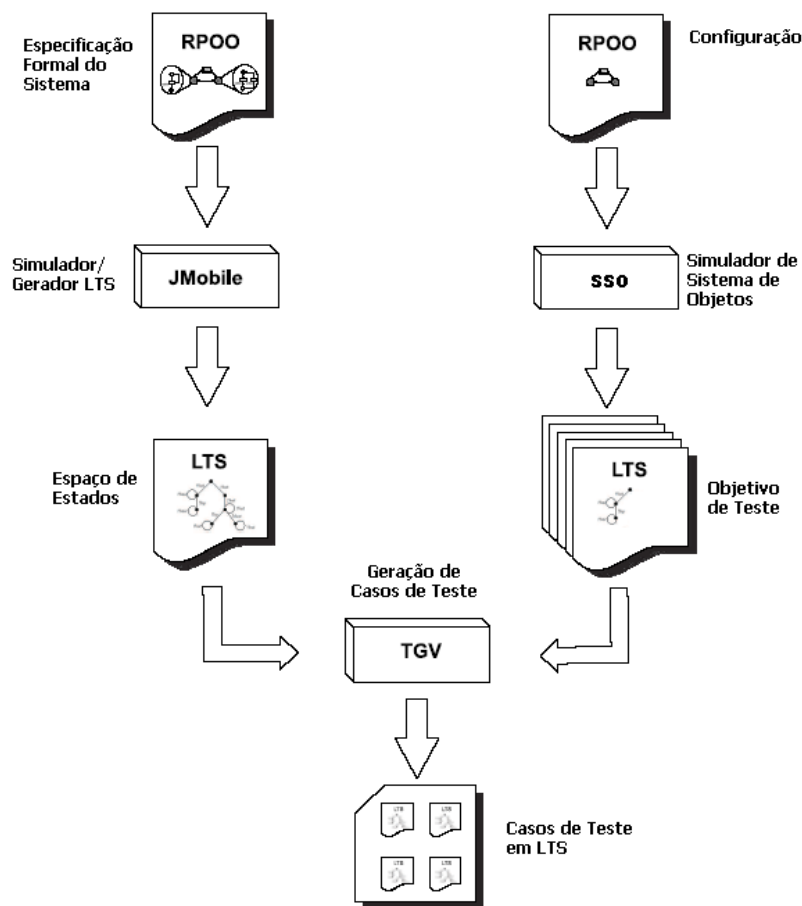 Especificação
Formal do
Sistema
RPOO
RPOO
Configuração
Simulador/
Gerador LTS
JMobile
SSO
Simulador de
Sistema de
Objetos
Espaço de
Estados
LTS
LTS
Objetivo
de Teste
Geração de
Casos de Teste
TGV
LTS
LTS
LTS
LTS
Casos de Teste
em LTS